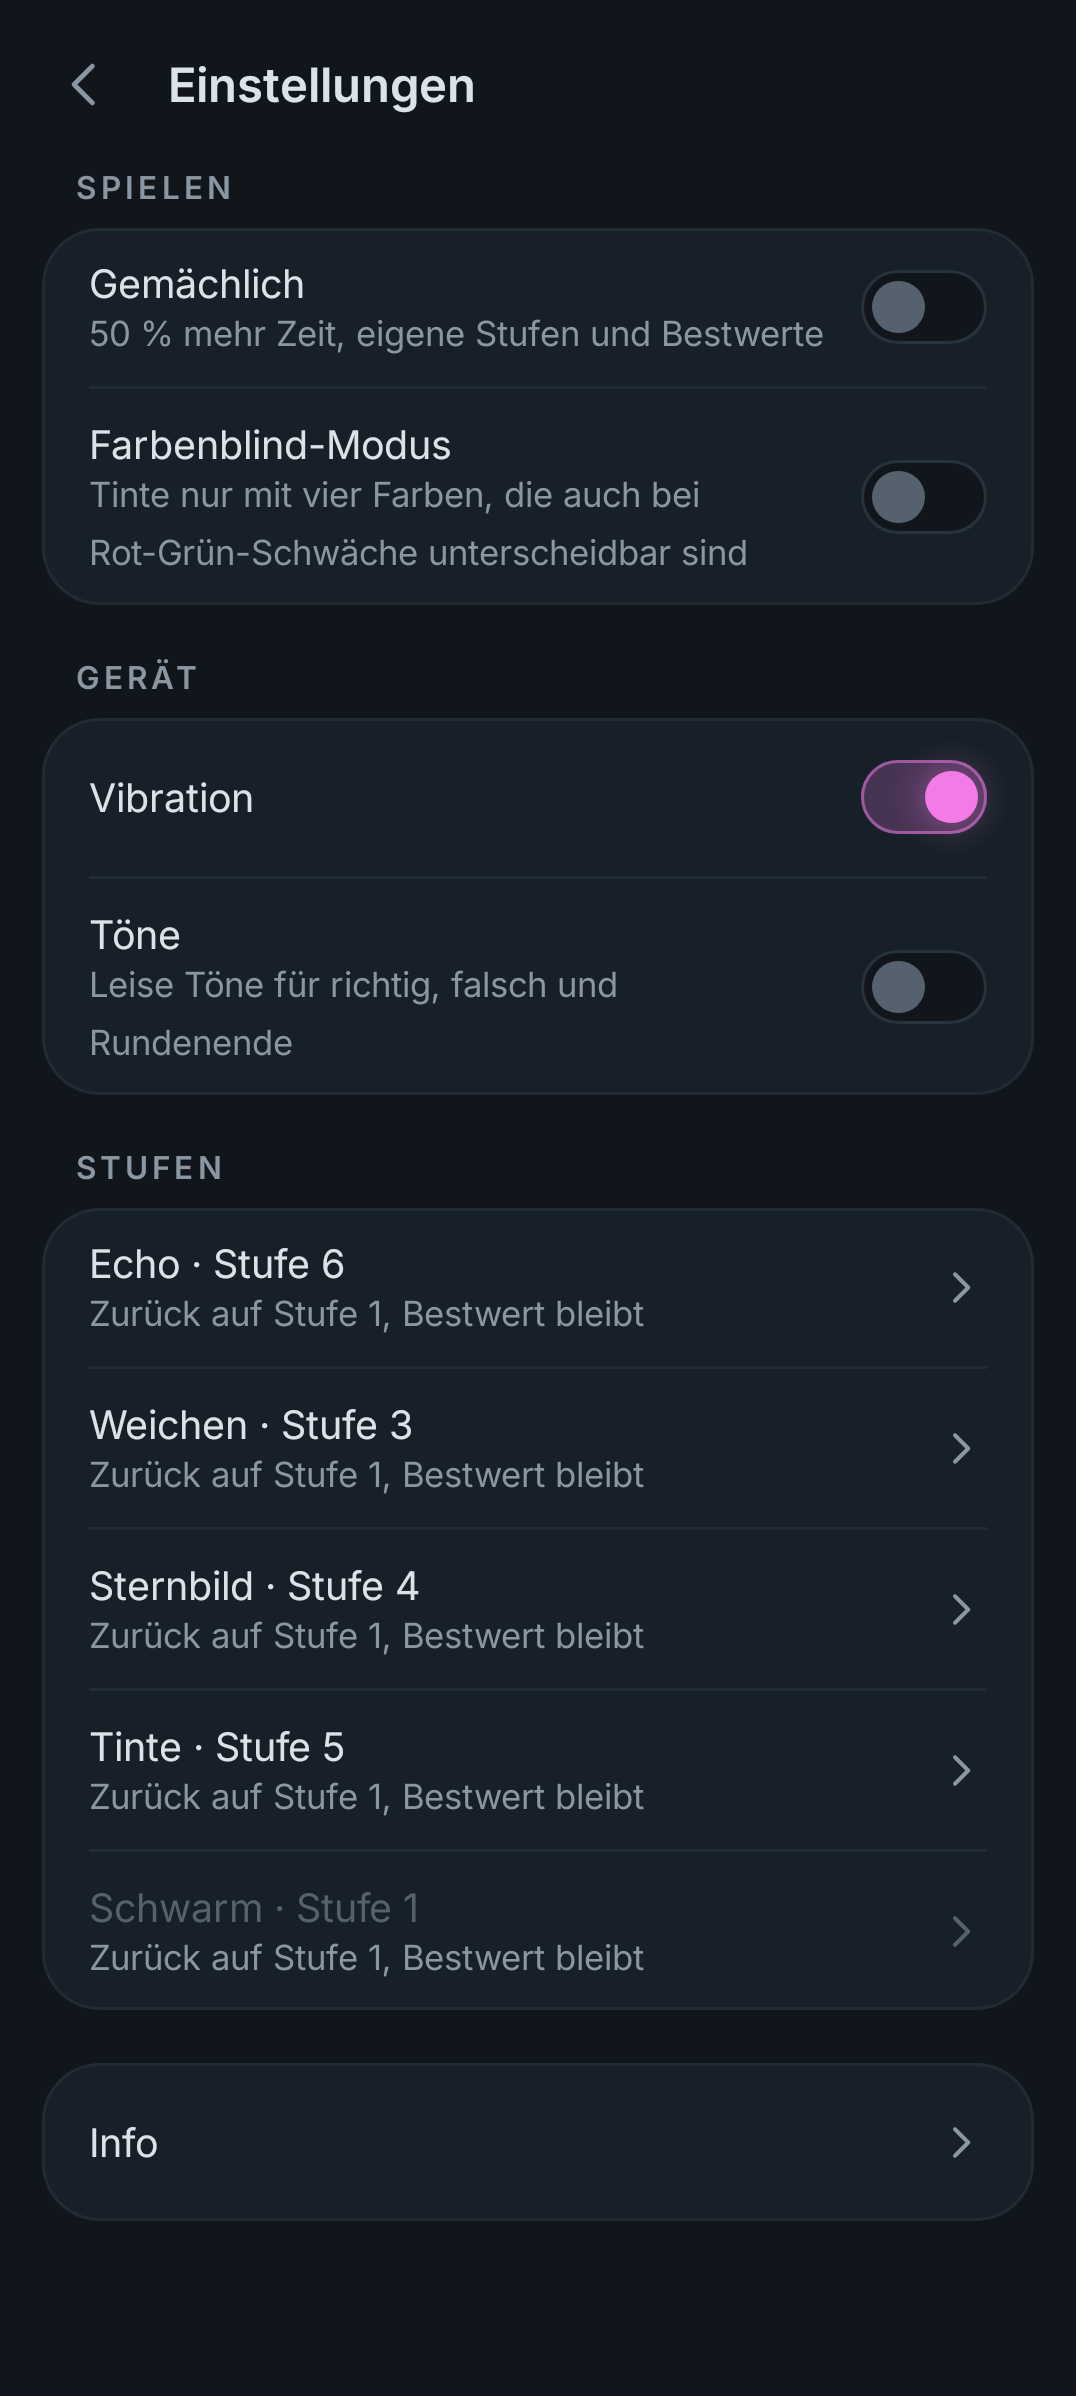 Einstellungen
SPIELEN
Gemächlich
50 % mehr Zeit, eigene Stufen und Bestwerte
Farbenblind-Modus
Tinte nur mit vier Farben, die auch bei
Rot-Grün-Schwäche unterscheidbar sind
GERÄT
Vibration
Töne
Leise Töne für richtig, falsch und
Rundenende
STUFEN
Echo · Stufe 6
Zurück auf Stufe 1, Bestwert bleibt
Weichen · Stufe 3
Zurück auf Stufe 1, Bestwert bleibt
Sternbild · Stufe 4
Zurück auf Stufe 1, Bestwert bleibt
Tinte · Stufe 5
Zurück auf Stufe 1, Bestwert bleibt
Schwarm · Stufe 1
Zurück auf Stufe 1, Bestwert bleibt
Info